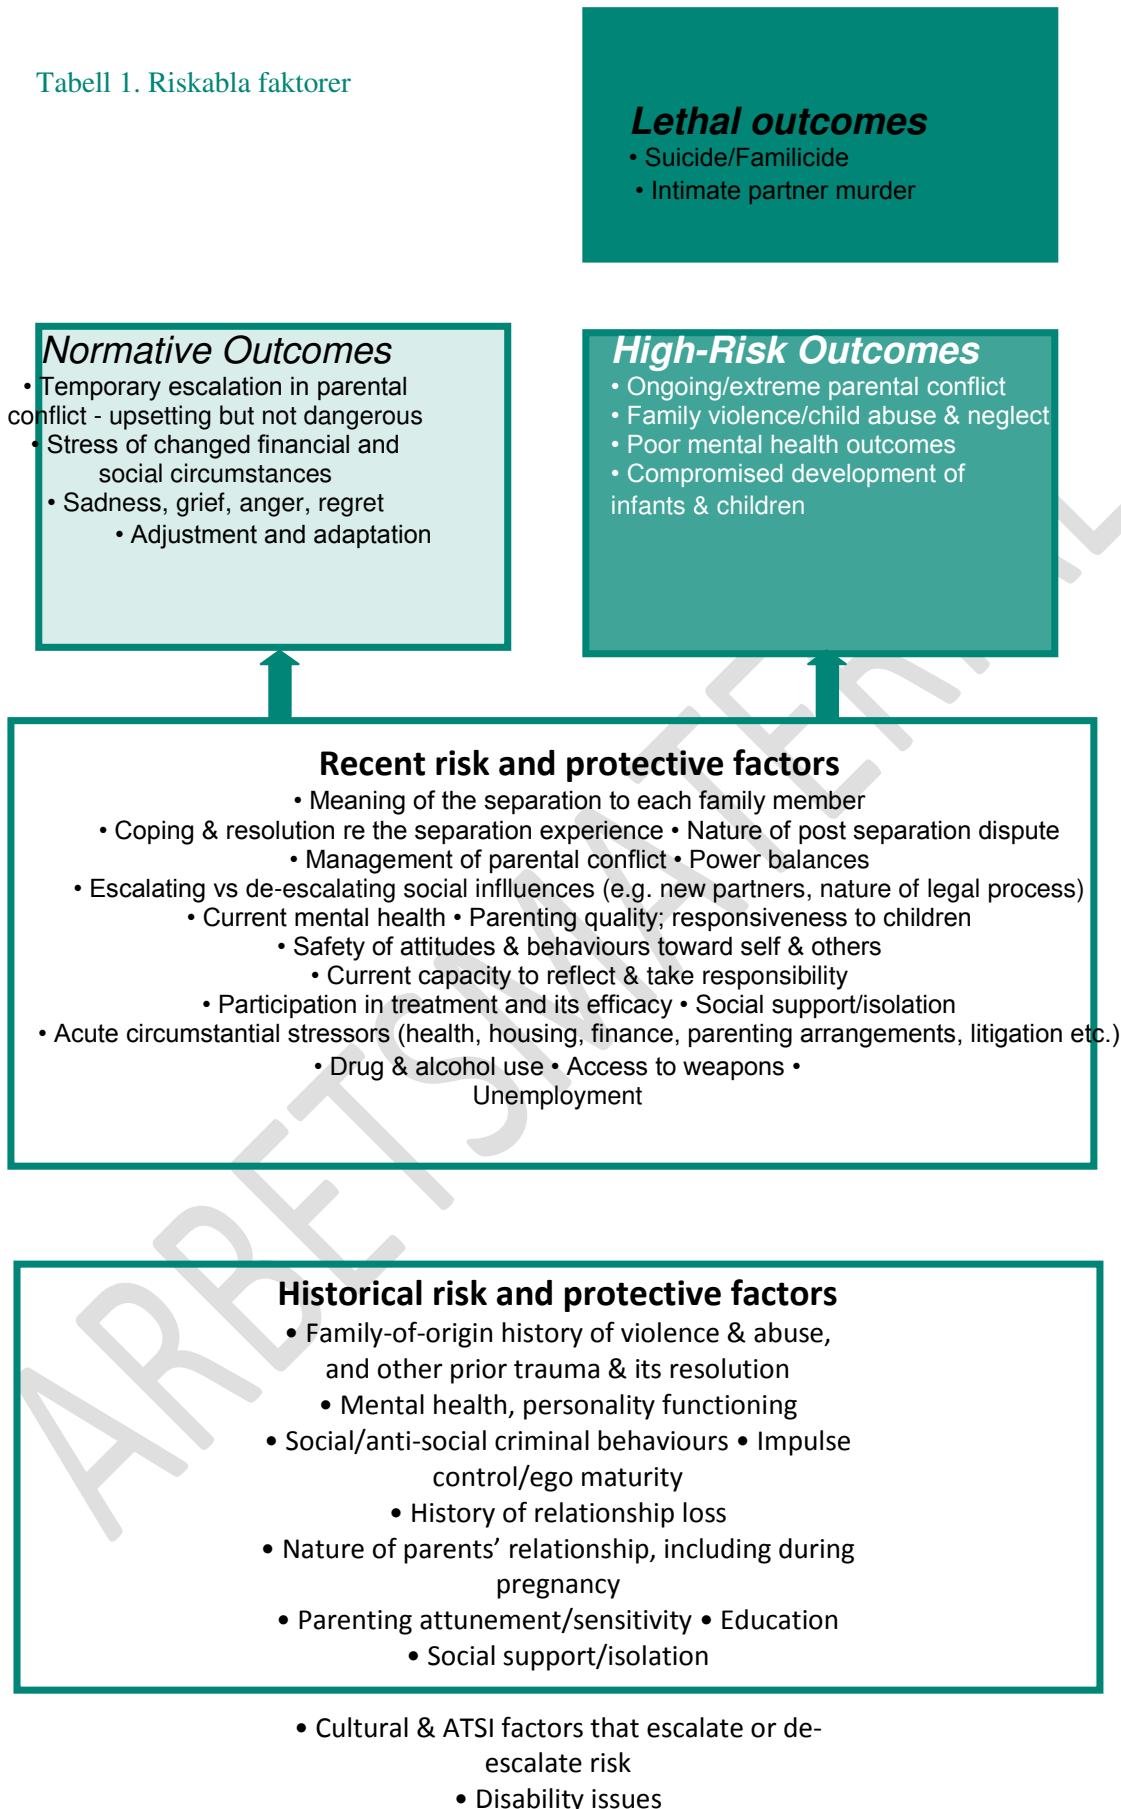 Tabell 1. Riskabla faktorer
Lethal outcomes
• Suicide/Familicide
• Intimate partner murder
Normative Outcomes
• Temporary escalation in parental
conflict - upsetting but not dangerous
• Stress of changed financial and
social circumstances
• Sadness, grief, anger, regret
• Adjustment and adaptation
High-Risk Outcomes
• Ongoing/extreme parental conflict
• Family violence/child abuse & neglect
• Poor mental health outcomes
• Compromised development of
infants & children
Recent risk and protective factors
• Meaning of the separation to each family member
• Coping & resolution re the separation experience • Nature of post separation dispute
• Management of parental conflict • Power balances
• Escalating vs de-escalating social inflluences (e.g. new partners, nature of legal process)
• Current mental health • Parenting quality; responsiveness to children
• Safety of attitudes & behaviours toward self & others
• Current capacity to reflect & take responsibility
• Participation in treatment and its efficacy • Social support/isolation
• Acute circumstantial stressors (health, housing, finance, parenting arrangements, litigation etc.)
• Drug & alcohol use • Access to weapons •
Unemployment
Historical risk and protective factors
• Family-of-origin history of violence & abuse,
and other prior trauma & its resolution
• Mental health, personality functioning
• Social/anti-social criminal behaviours • Impulse
control/ego maturity
• History of relationship loss
• Nature of parents’ relationship, including during
pregnancy
• Parenting attunement/sensitivity • Education
• Social support/isolation
• Cultural & ATSI factors that escalate or de-
escalate risk
• Disability issues
ARBETSMATERIAL